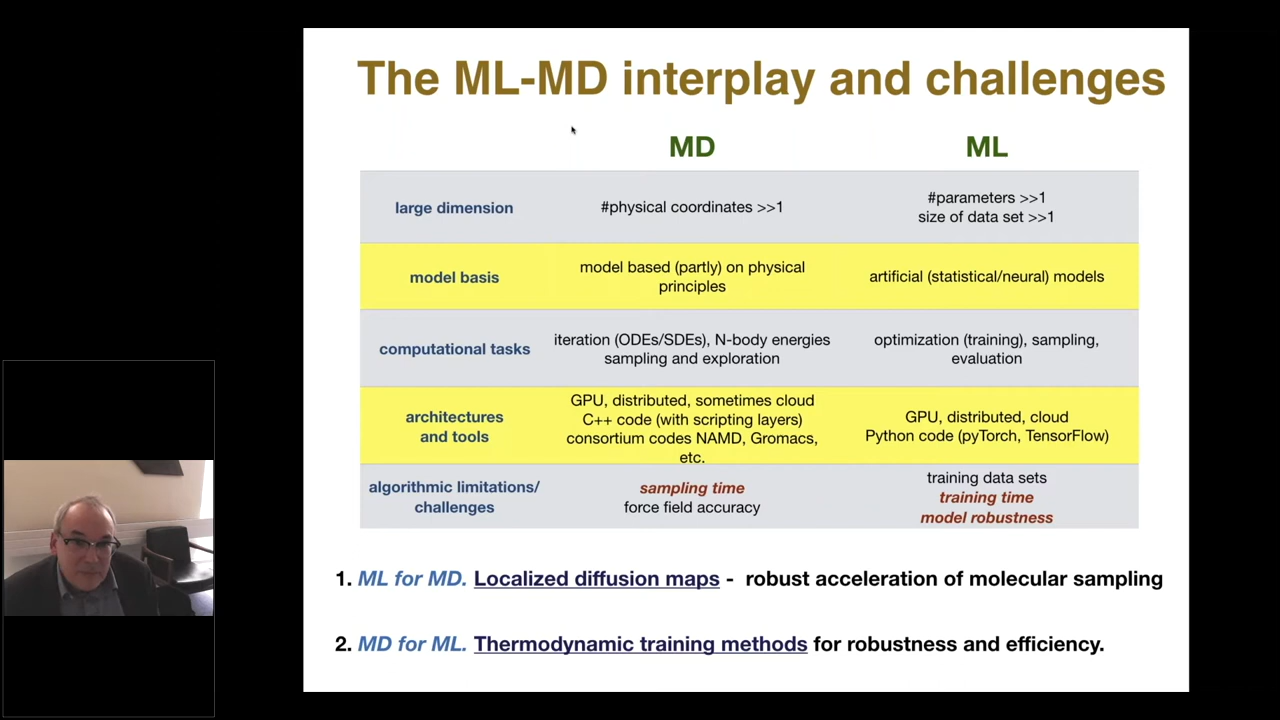 The ML-MD interplay and challenges
MD
ML
large dimension
#physical coordinates >>1
#parameters >>1
size of data set >>1
model basis
model based (partly) on physical
principles
artificial (statistical/neural) models
computational tasks
iteration (ODEs/SDEs), N-body energies
sampling and exploration
optimization (training), sampling,
evaluation
architectures
and tools
GPU, distributed, sometimes cloud
C++ code (with scripting layers)
consortium codes NAMD, Gromacs,
etc.
GPU, distributed, cloud
Python code (pyTorch, TensorFlow)
algorithmic limitations/
challenges
sampling time
force field accuracy
training data sets
training time
model robustness
1. ML for MD. Localized diffusion maps - robust acceleration of molecular sampling
2. MD for ML. Thermodynamic training methods for robustness and efficiency.